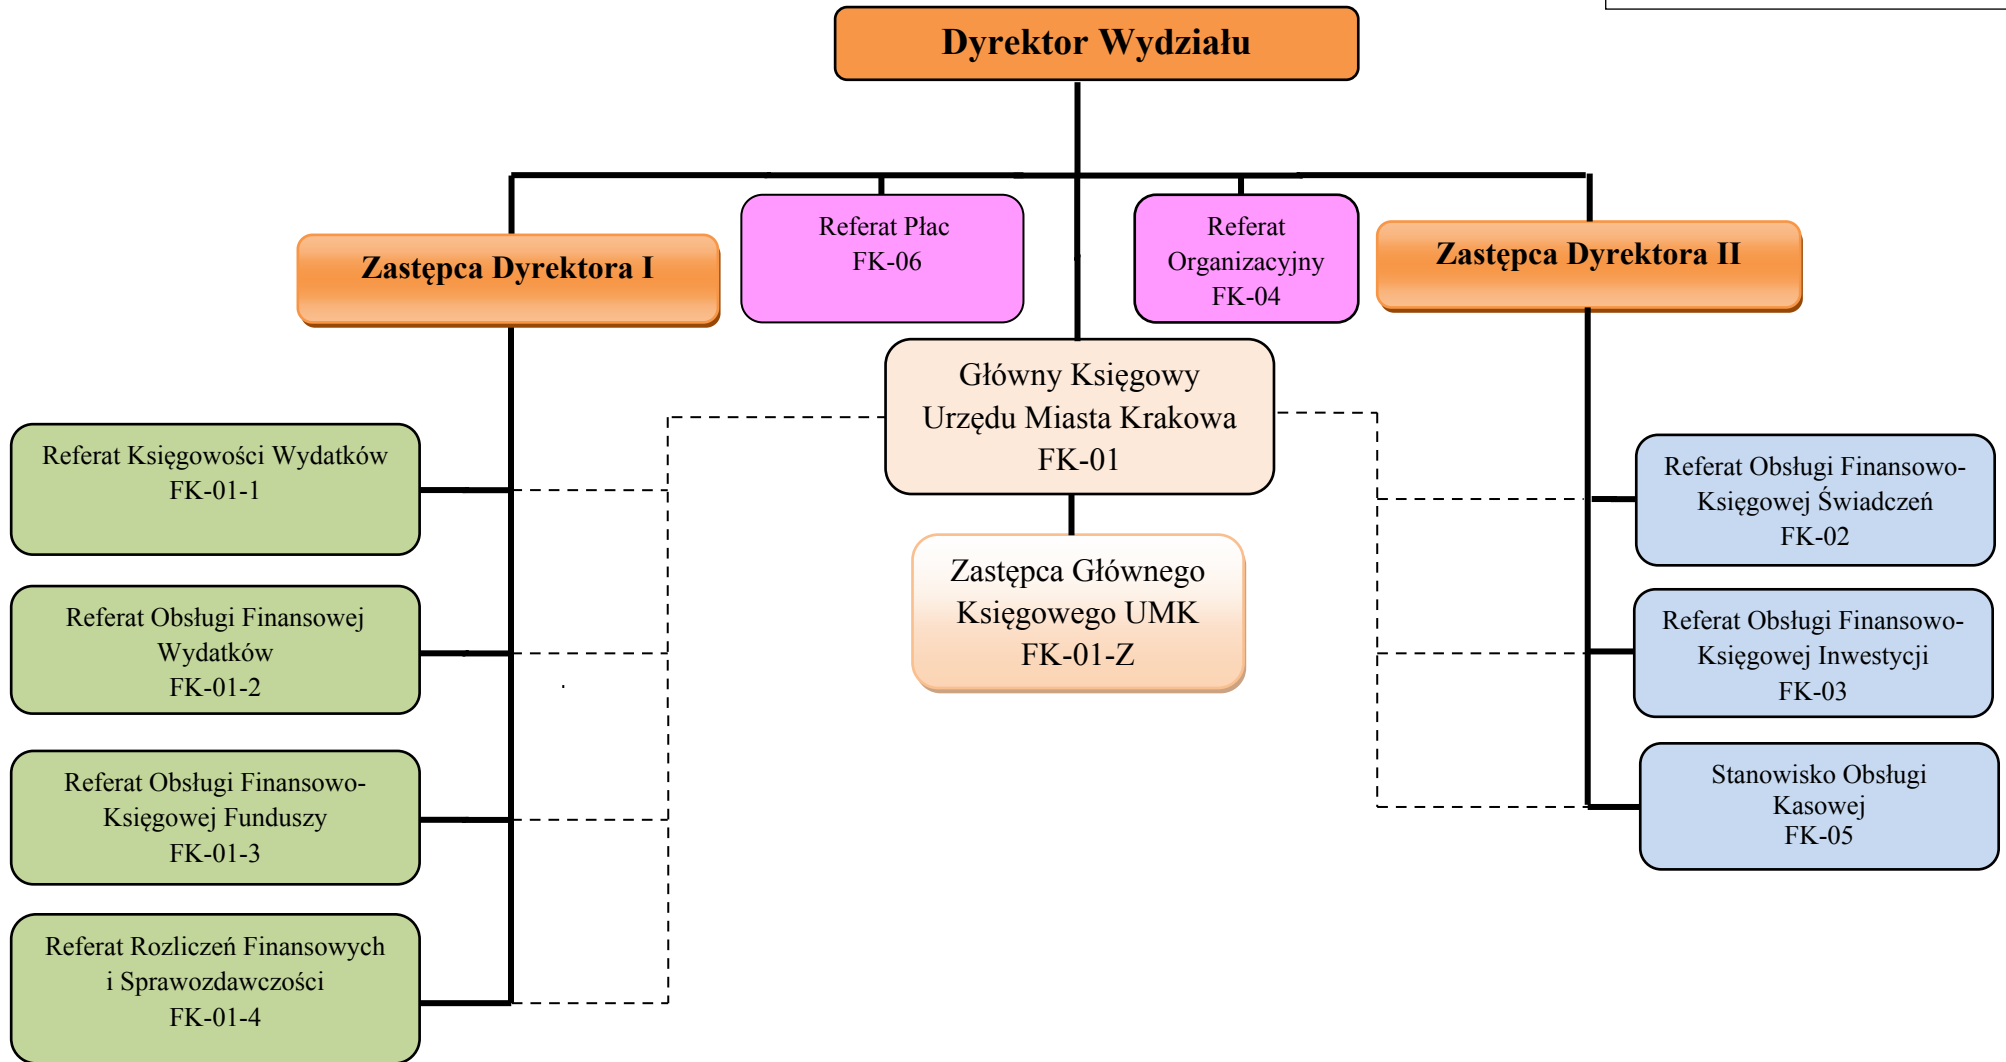 Dyrektor Wydziału
Referat Płac
FK-06
Referat
Organizacyjny
FK-04
Zastępca Dyrektora I
Zastępca Dyrektora II
Główny Księgowy
Urzędu Miasta Krakowa
FK-01
Zastępca Głównego
Księgowego UMK
FK-01-Z
Referat Księgowości Wydatków
FK-01-1
Referat Obsługi Finansowej
Wydatków
FK-01-2
Referat Obsługi Finansowo-
Księgowej Funduszy
FK-01-3
Referat Rozliczeń Finansowych
i Sprawozdawczości
FK-01-4
Referat Obsługi Finansowo-
Księgowej Świadczeń
FK-02
Referat Obsługi Finansowo-
Księgowej Inwestycji
FK-03
Stanowisko Obsługi
Kasowej
FK-05